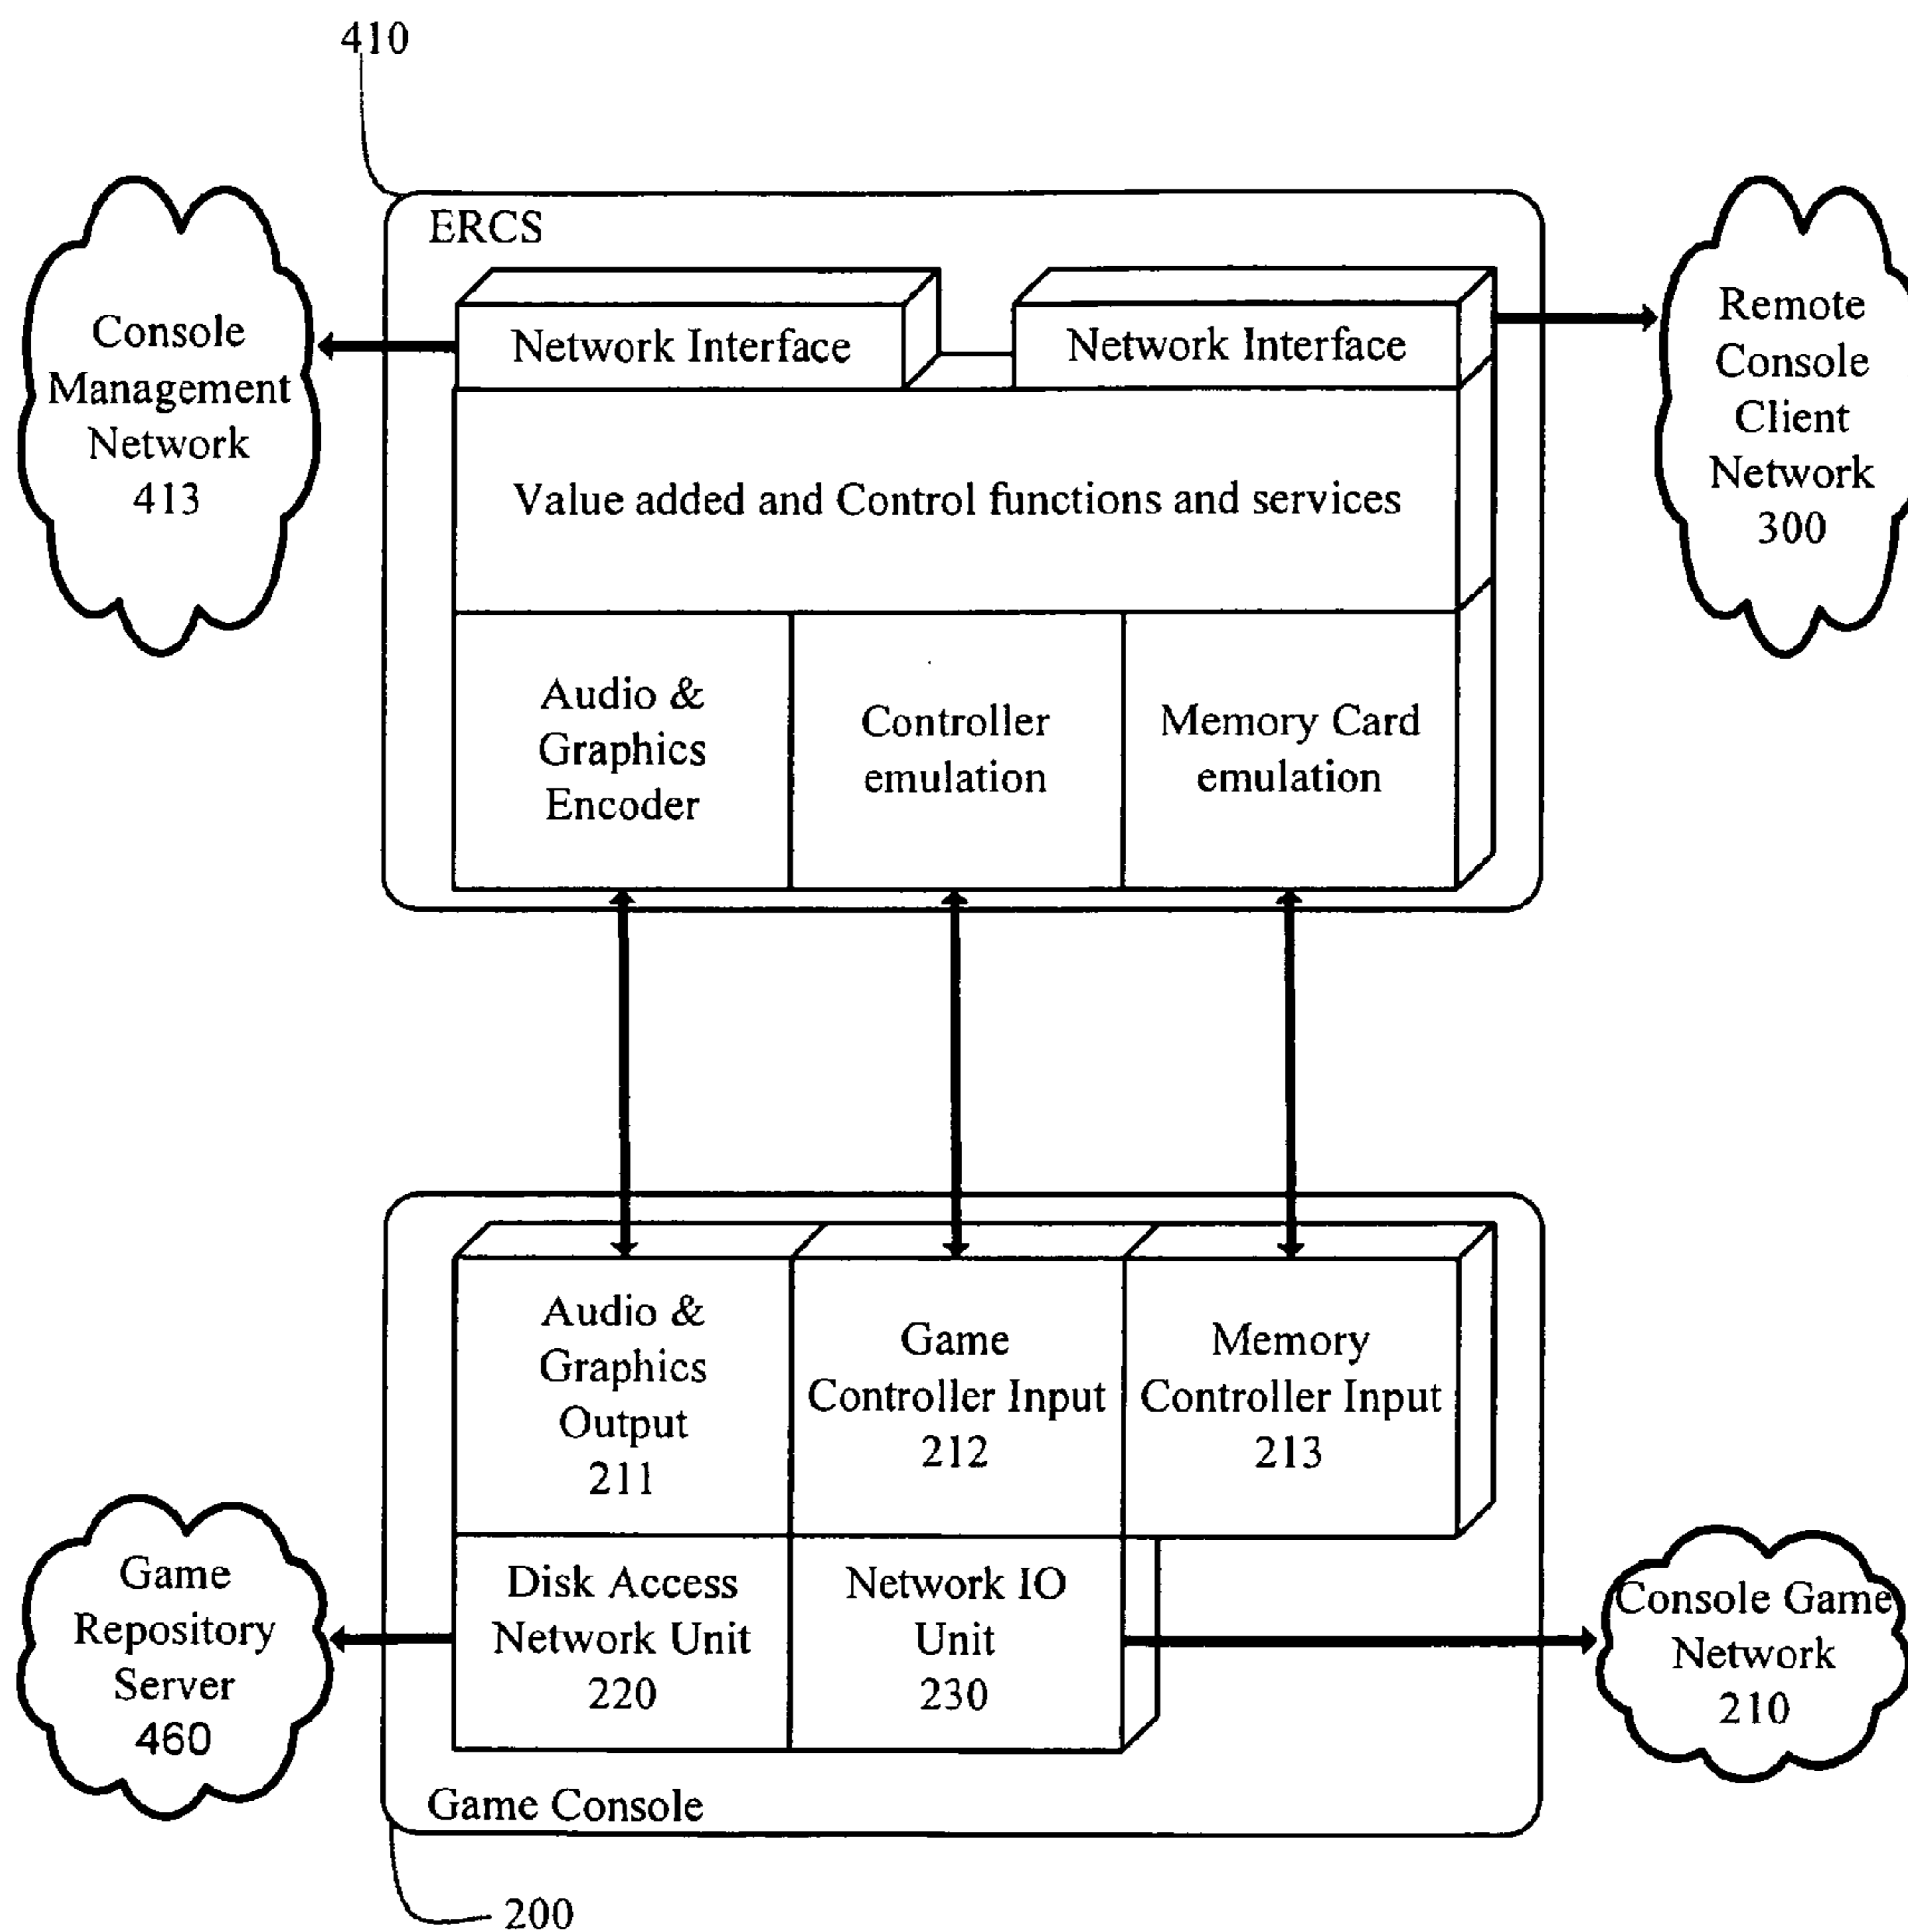 410
ERCS
Console
Management
Network
413
Network Interface
Network Interface
Remote
Console
Client
Network
300
Value added and Control functions and services
Audio &
Graphics
Encoder
Controller
emulation
Memory Card
emulation
Audio &
Graphics
Output
211
Game
Controller Input
212
Memory
Controller Input
213
Game
Repository
Server
460
Disk Access
Network Unit
220
Network IO
Unit
230
Console Game
Network
210
Game Console
200